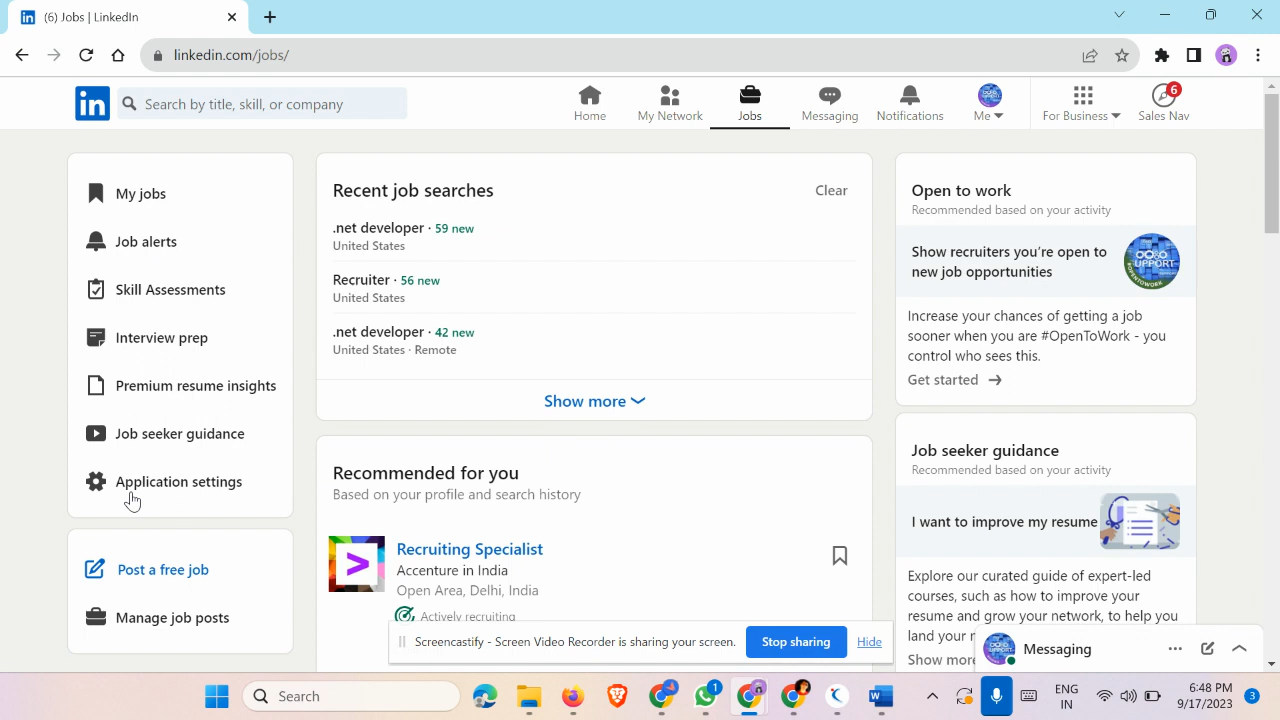 (6) Jobs | LinkedIn
linkedin.com/jobs/
in
Search by title, skill, or company
Home
My Network
Jobs
Messaging
Notifications
Me
For Business
6
Sales Nav
My jobs
Job alerts
Skill Assessments
Interview prep
Premium resume insights
Job seeker guidance
Application settings
Post a free job
Manage job posts
Recent job searches
Clear
.net developer · 59 new
United States
Recruiter · 56 new
United States
.net developer · 42 new
United States · Remote
Show more
Recommended for you
Based on your profile and search history
Recruiting Specialist
Accenture in India
Open Area, Delhi, India
Actively recruiting
Open to work
Recommended based on your activity
Show recruiters you're open to
new job opportunities
#OPENTOWORK
Increase your chances of getting a job
sooner when you are #OpenToWork - you
control who sees this.
Get started
Job seeker guidance
Recommended based on your activity
I want to improve my resume
Explore our curated guide of expert-led
courses, such as how to improve your
resume and grow your network, to help you
land your
Show more
Messaging
Screencastify - Screen Video Recorder is sharing your screen.
Stop sharing
Hide
Search
1
ENG
IN
6:48 PM
9/17/2023
3